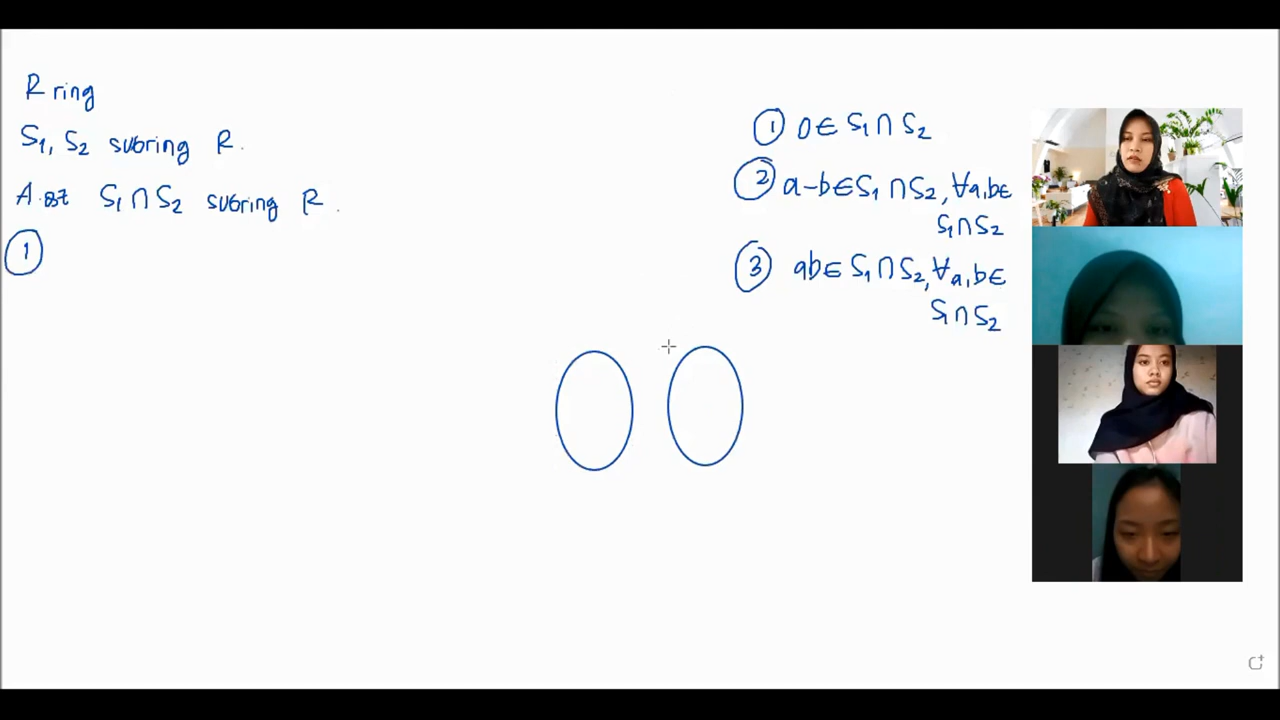 R ring
S₁, S₂ subring R.
S₁ ∩ S₂ subring R.
①
① 0 ∈ S₁ ∩ S₂
② a-b ∈ S₁ ∩ S₂, ∀a,b ∈
S₁ ∩ S₂
③ ab ∈ S₁ ∩ S₂, ∀a,b ∈
S₁ ∩ S₂